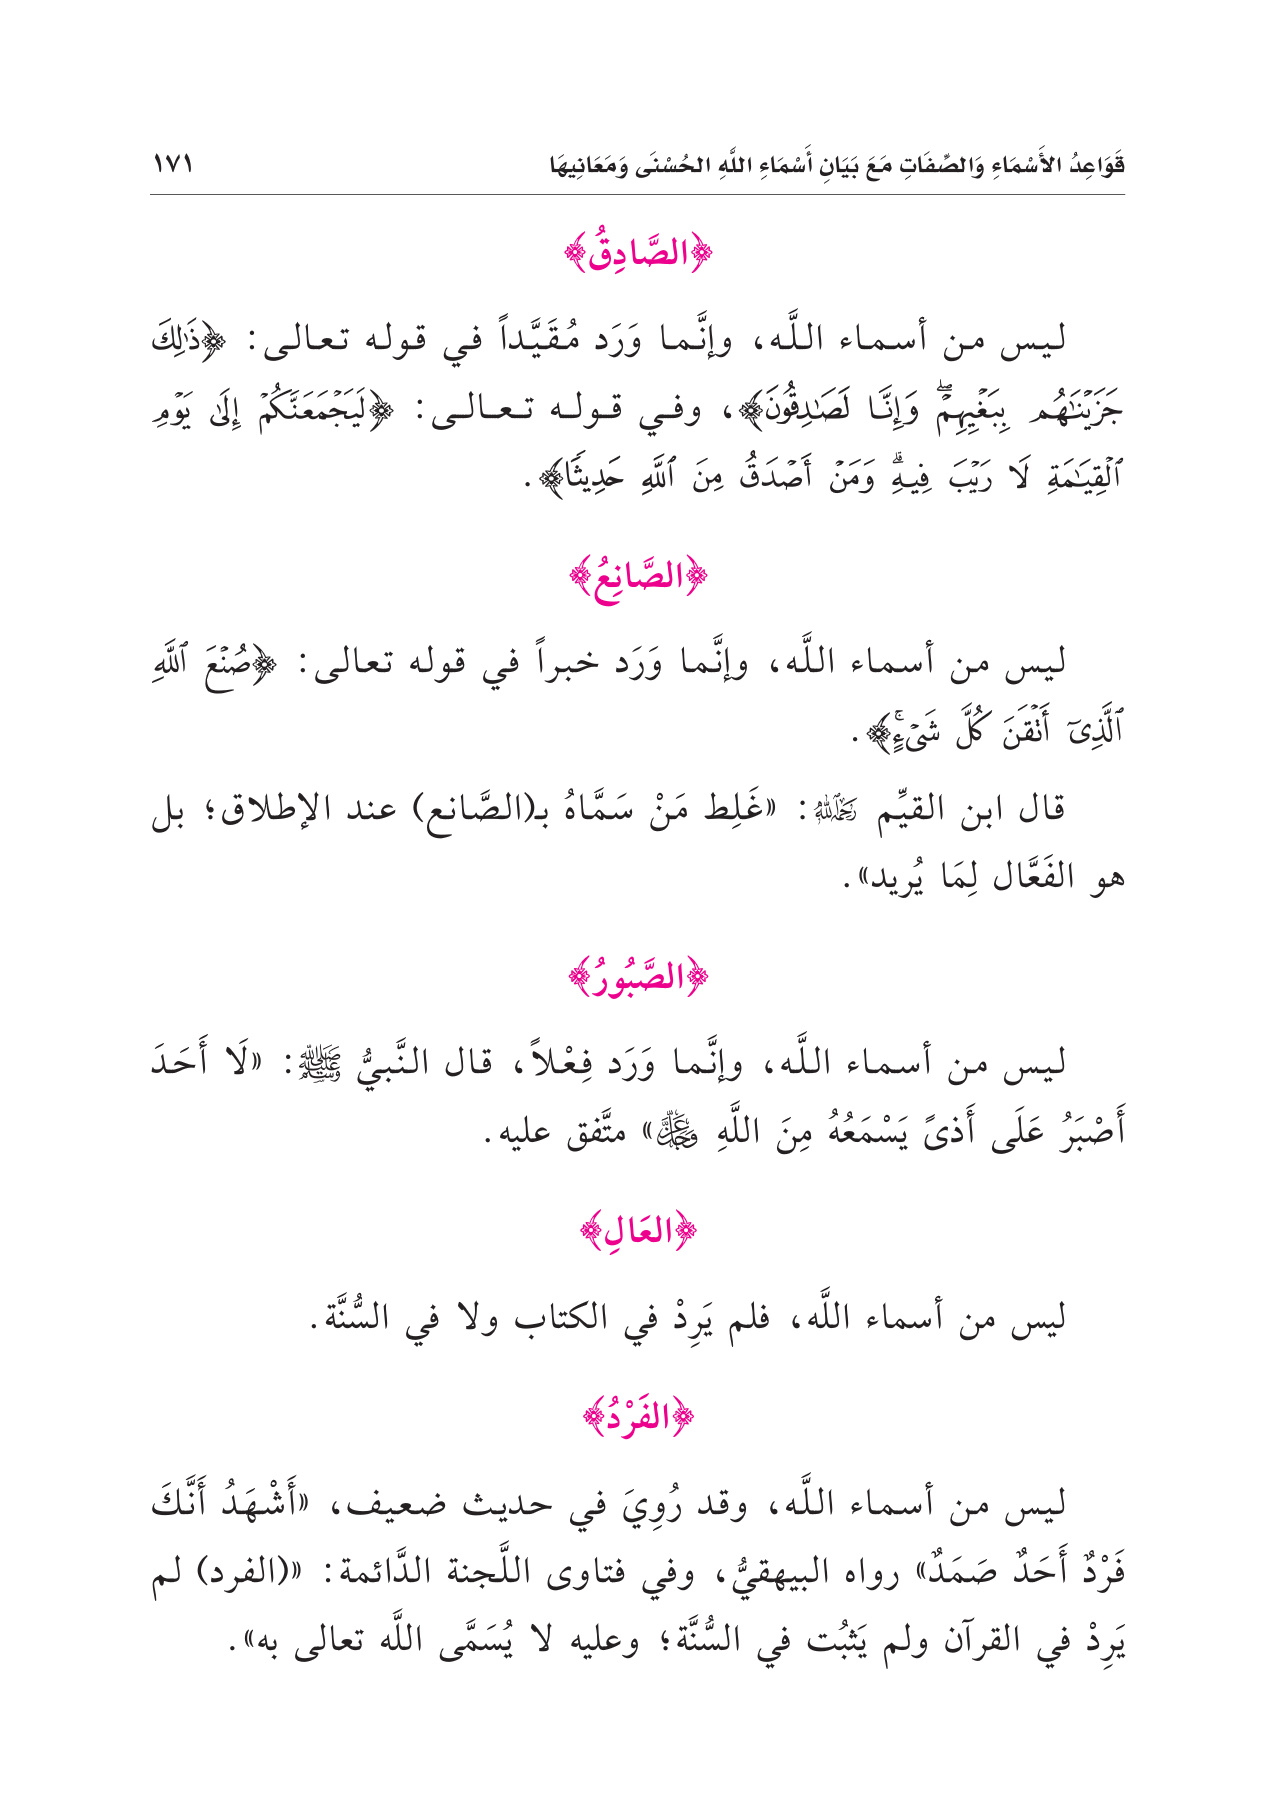 قَوَاعِدُ الأَسْمَاءِ وَالصِّفَاتِ مَعَ بَيَانِ أَسْمَاءِ اللَّهِ الحُسْنَى وَمَعَانِيهَا ١٧١
﴿الصَّادِقُ﴾
ليس من أسماء اللَّه، وإنَّما وَرَد مُقَيَّداً في قوله تعالى: ﴿ذَٰلِكَ
جَزَيْنَٰهُم بِبَغْيِهِمْ ۖ وَإِنَّا لَصَٰدِقُونَ﴾، وفي قوله تعالى: ﴿لَيَجْمَعَنَّكُمْ إِلَىٰ يَوْمِ
ٱلْقِيَٰمَةِ لَا رَيْبَ فِيهِ ۗ وَمَنْ أَصْدَقُ مِنَ ٱللَّهِ حَدِيثًا﴾.
﴿الصَّانِعُ﴾
ليس من أسماء اللَّه، وإنَّما وَرَد خبراً في قوله تعالى: ﴿صُنْعَ ٱللَّهِ
ٱلَّذِىٓ أَتْقَنَ كُلَّ شَىْءٍ ۚ﴾.
قال ابن القيِّم رَحِمَهُ اللَّهُ: «غَلِط مَنْ سَمَّاهُ بـ(الصَّانع) عند الإطلاق؛ بل
هو الفَعَّال لِمَا يُريد».
﴿الصَّبُورُ﴾
ليس من أسماء اللَّه، وإنَّما وَرَد فِعْلاً، قال النَّبيُّ ﷺ: «لَا أَحَدَ
أَصْبَرُ عَلَى أَذىً يَسْمَعُهُ مِنَ اللَّهِ عَزَّ وَجَلَّ» متَّفق عليه.
﴿العَالِ﴾
ليس من أسماء اللَّه، فلم يَرِدْ في الكتاب ولا في السُّنَّة.
﴿الفَرْدُ﴾
ليس من أسماء اللَّه، وقد رُوِيَ في حديث ضعيف، «أَشْهَدُ أَنَّكَ
فَرْدٌ أَحَدٌ صَمَدٌ» رواه البيهقيُّ، وفي فتاوى اللَّجنة الدَّائمة: «(الفرد) لم
يَرِدْ في القرآن ولم يَثبُت في السُّنَّة؛ وعليه لا يُسَمَّى اللَّه تعالى به».